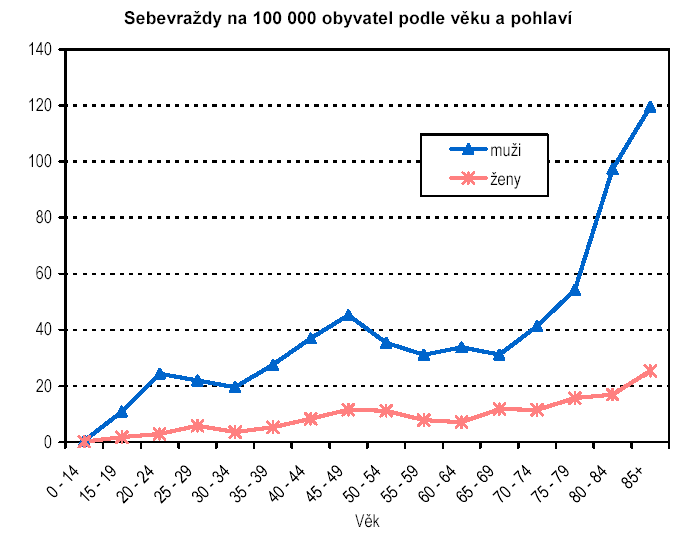 Sebevraždy na 100 000 obyvatel podle věku a pohlaví
140
120
100
80
60
40
20
0
muži
ženy
0 - 14
15 - 19
20 - 24
25 - 29
30 - 34
35 - 39
40 - 44
45 - 49
50 - 54
55 - 59
60 - 64
65 - 69
70 - 74
75 - 79
80 - 84
85+
Věk